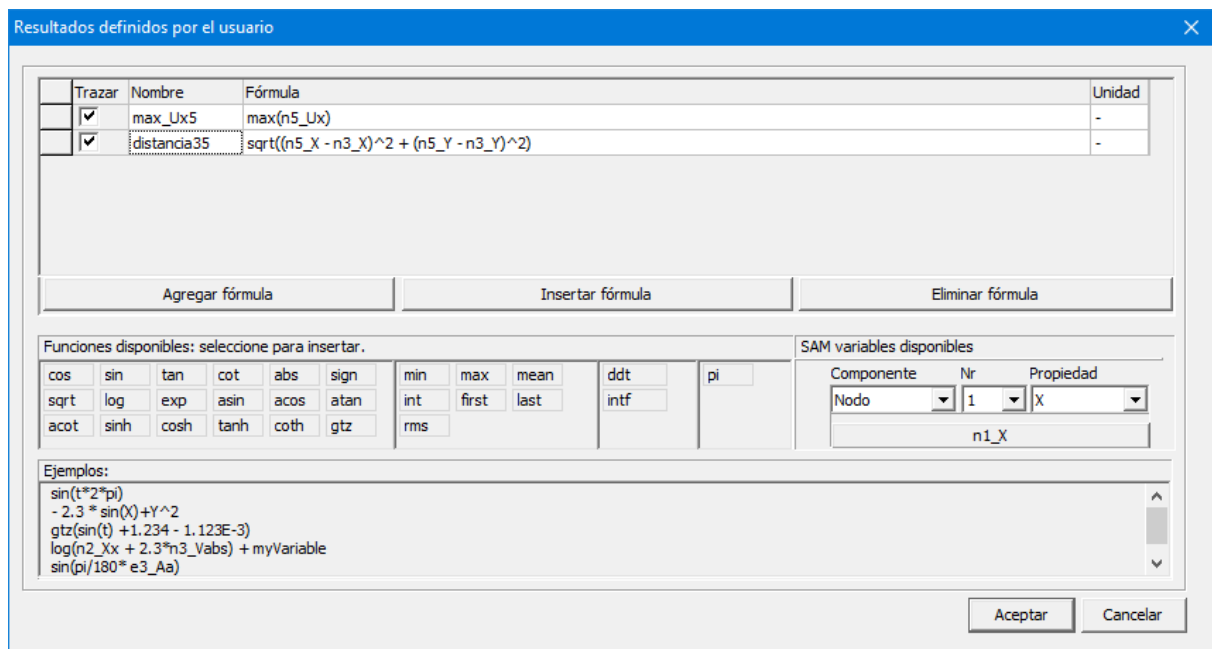 Resultados definidos por el usuario
Trazar Nombre Fórmula Unidad
max_Ux5 max(n5_Ux) -
distancia35 sqrt((n5_X - n3_X)^2 + (n5_Y - n3_Y)^2) -
Agregar fórmula Insertar fórmula Eliminar fórmula
Funciones disponibles: seleccione para insertar. SAM variables disponibles
cos sin tan cot abs sign min max mean ddt pi Componente Nr Propiedad
sqrt log exp asin acos atan int first last intf Nodo 1 X
acot sinh cosh tanh coth gtz rms n1_X
Ejemplos:
sin(t*2*pi)
- 2.3 * sin(X)+Y^2
gtz(sin(t) +1.234 - 1.123E-3)
log(n2_Xx + 2.3*n3_Vabs) + myVariable
sin(pi/180* e3_Aa)
Aceptar Cancelar